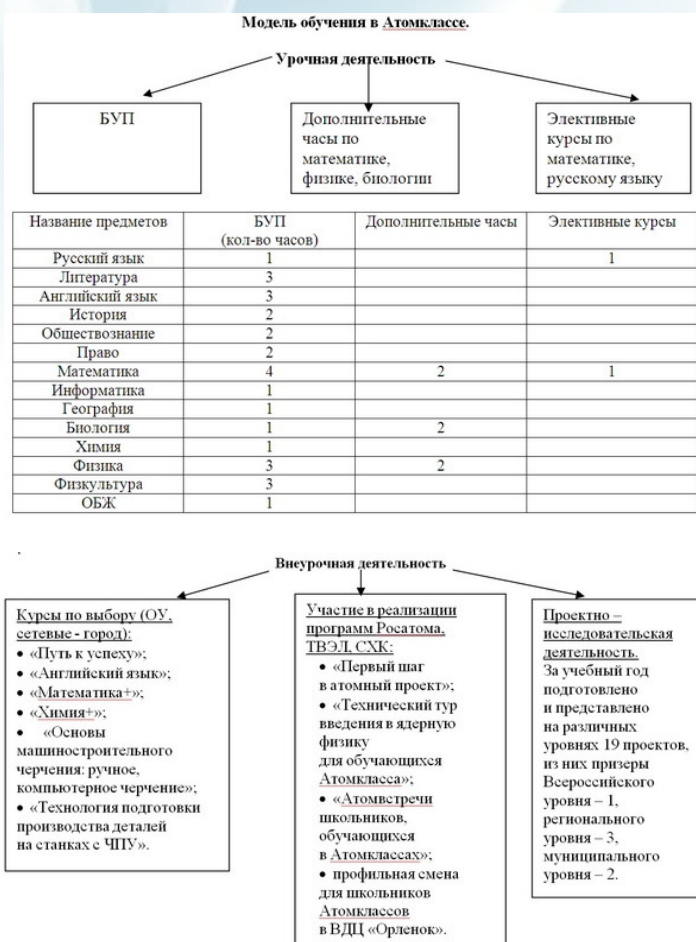 Модель обучения в Атомклассе.
Урочная деятельность
БУП
Дополнительные
часы по
математике,
физике, биологии
Элективные
курсы по
математике,
русскому языку
Название предметов БУП Дополнительные часы Элективные курсы
(кол-во часов)
Русский язык 1 1
Литература 3
Английский язык 3
История 2
Обществознание 2
Право 2
Математика 4 2 1
Информатика 1
География 1
Биология 1 2
Химия 1
Физика 3 2
Физкультура 3
ОБЖ 1
.
Внеурочная деятельность
Курсы по выбору (ОУ,
сетевые - город):
• «Путь к успеху»;
• «Английский язык»;
• «Математика+»;
• «Химия+»;
• «Основы
машиностроительного
черчения: ручное,
компьютерное черчение»;
• «Технология подготовки
производства деталей
на станках с ЧПУ».
Участие в реализации
программ Росатома,
ТВЭЛ, СХК:
• «Первый шаг
в атомный проект»;
• «Технический тур
введения в ядерную
физику
для обучающихся
Атомкласса»;
• «Атомвстречи
школьников,
обучающихся
в Атомклассах»;
• профильная смена
для школьников
Атомклассов
в ВДЦ «Орленок».
Проектно –
исследовательская
деятельность.
За учебный год
подготовлено
и представлено
на различных
уровнях 19 проектов,
из них призеры
Всероссийского
уровня – 1,
регионального
уровня – 3,
муниципального
уровня – 2.